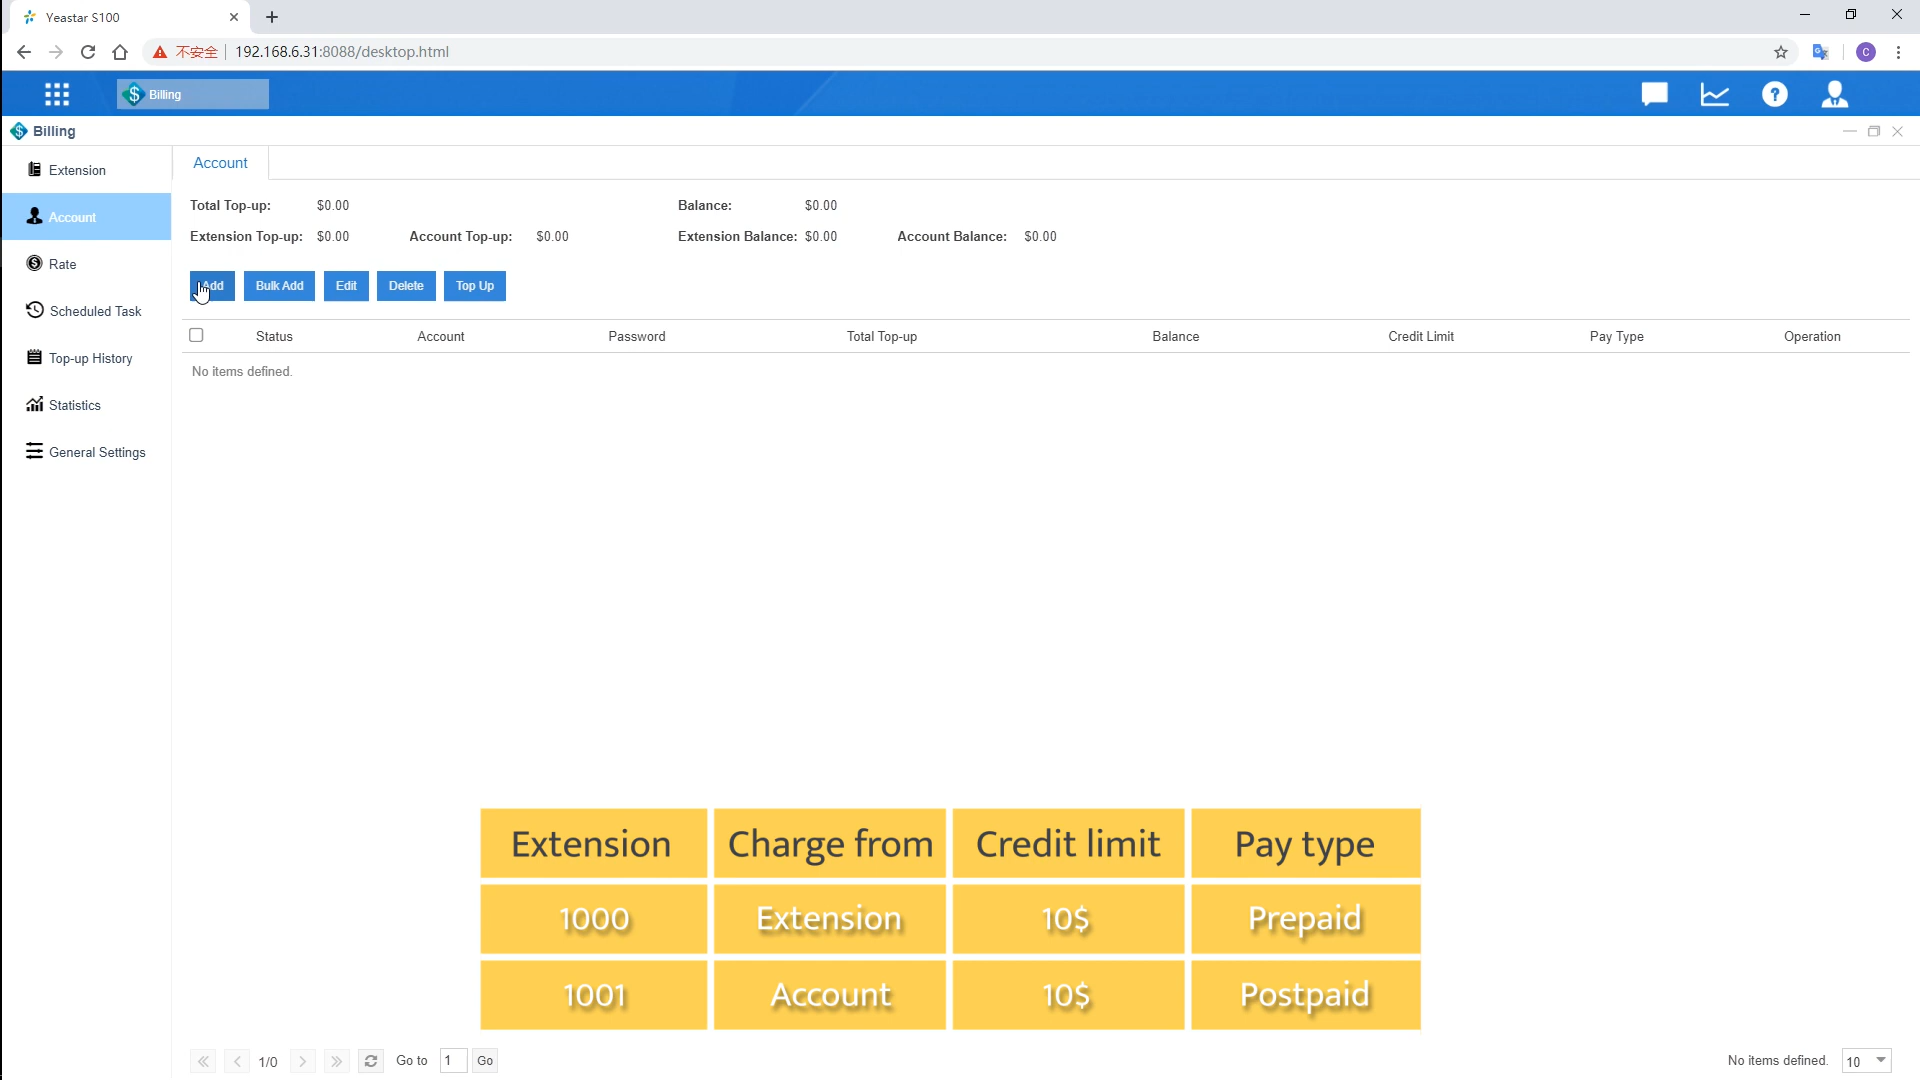 Yeastar S100
不安全 192.168.6.31:8088/desktop.html
Billing
Billing
Extension
Account
Rate
Scheduled Task
Top-up History
Statistics
General Settings
Account
Total Top-up: $0.00 Balance: $0.00
Extension Top-up: $0.00 Account Top-up: $0.00 Extension Balance: $0.00 Account Balance: $0.00
Add Bulk Add Edit Delete Top Up
Status Account Password Total Top-up Balance Credit Limit Pay Type Operation
No items defined.
Extension Charge from Credit limit Pay type
1000 Extension 10$ Prepaid
1001 Account 10$ Postpaid
1/0 Go to 1 Go No items defined. 10